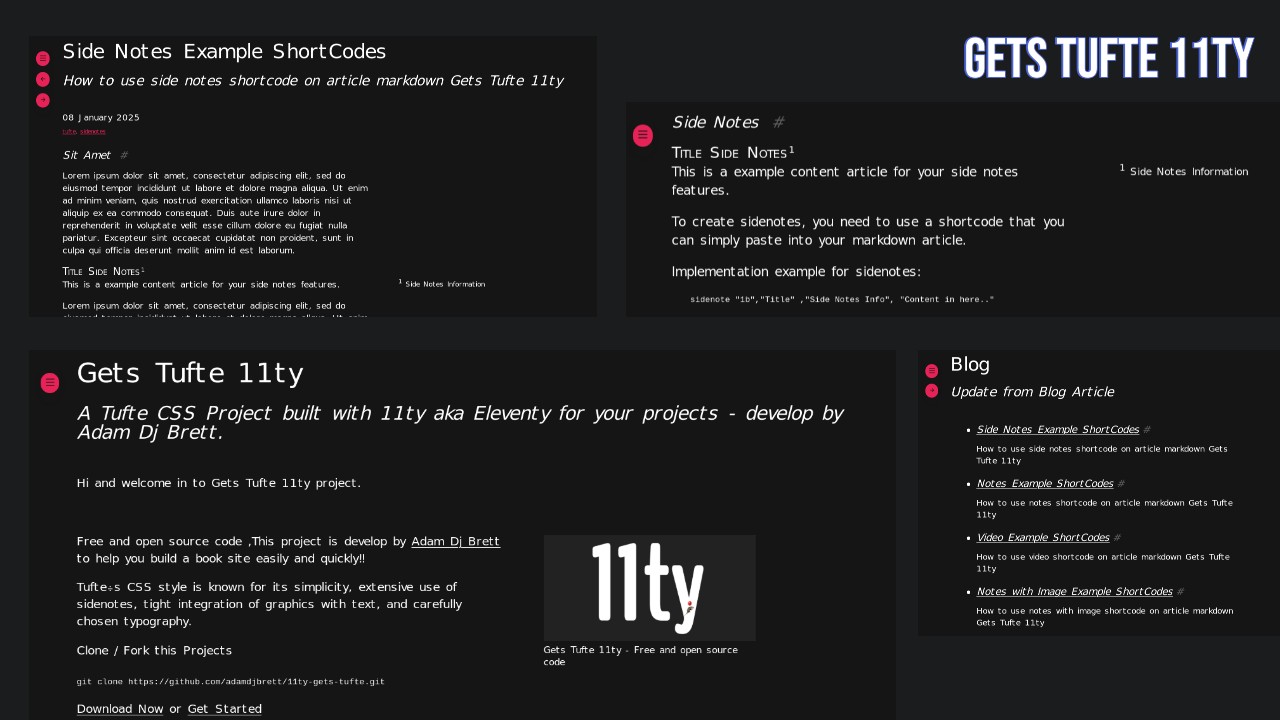 Side Notes Example ShortCodes
How to use side notes shortcode on article markdown Gets Tufte 11ty
08 January 2025
tufte, sidenotes
Sit Amet #
Lorem ipsum dolor sit amet, consectetur adipiscing elit, sed do
eiusmod tempor incididunt ut labore et dolore magna aliqua. Ut enim
ad minim veniam, quis nostrud exercitation ullamco laboris nisi ut
aliquip ex ea commodo consequat. Duis aute irure dolor in
reprehenderit in voluptate velit esse cillum dolore eu fugiat nulla
pariatur. Excepteur sint occaecat cupidatat non proident, sunt in
culpa qui officia deserunt mollit anim id est laborum.
Title Side Notes1
This is a example content article for your side notes features.
1 Side Notes Information
Lorem ipsum dolor sit amet, consectetur adipiscing elit, sed do
eiusmod tempor incididunt ut labore et dolore magna aliqua. Ut enim
GETS TUFTE 11TY
Side Notes #
Title Side Notes1
This is a example content article for your side notes
features.
1 Side Notes Information
To create sidenotes, you need to use a shortcode that you
can simply paste into your markdown article.
Implementation example for sidenotes:
sidenote "1b","Title" ,"Side Notes Info", "Content in here.."
Gets Tufte 11ty
A Tufte CSS Project built with 11ty aka Eleventy for your projects - develop by
Adam Dj Brett.
Hi and welcome in to Gets Tufte 11ty project.
Free and open source code ,This project is develop by Adam Dj Brett
to help you build a book site easily and quickly!!
Tufte÷s CSS style is known for its simplicity, extensive use of
sidenotes, tight integration of graphics with text, and carefully
chosen typography.
Clone / Fork this Projects
git clone https://github.com/adamdjbrett/11ty-gets-tufte.git
Download Now or Get Started
11ty
Gets Tufte 11ty - Free and open source
code
Blog
Update from Blog Article
• Side Notes Example ShortCodes #
How to use side notes shortcode on article markdown Gets
Tufte 11ty
• Notes Example ShortCodes #
How to use notes shortcode on article markdown Gets Tufte
11ty
• Video Example ShortCodes #
How to use video shortcode on article markdown Gets Tufte
11ty
• Notes with Image Example ShortCodes #
How to use notes with image shortcode on article markdown
Gets Tufte 11ty